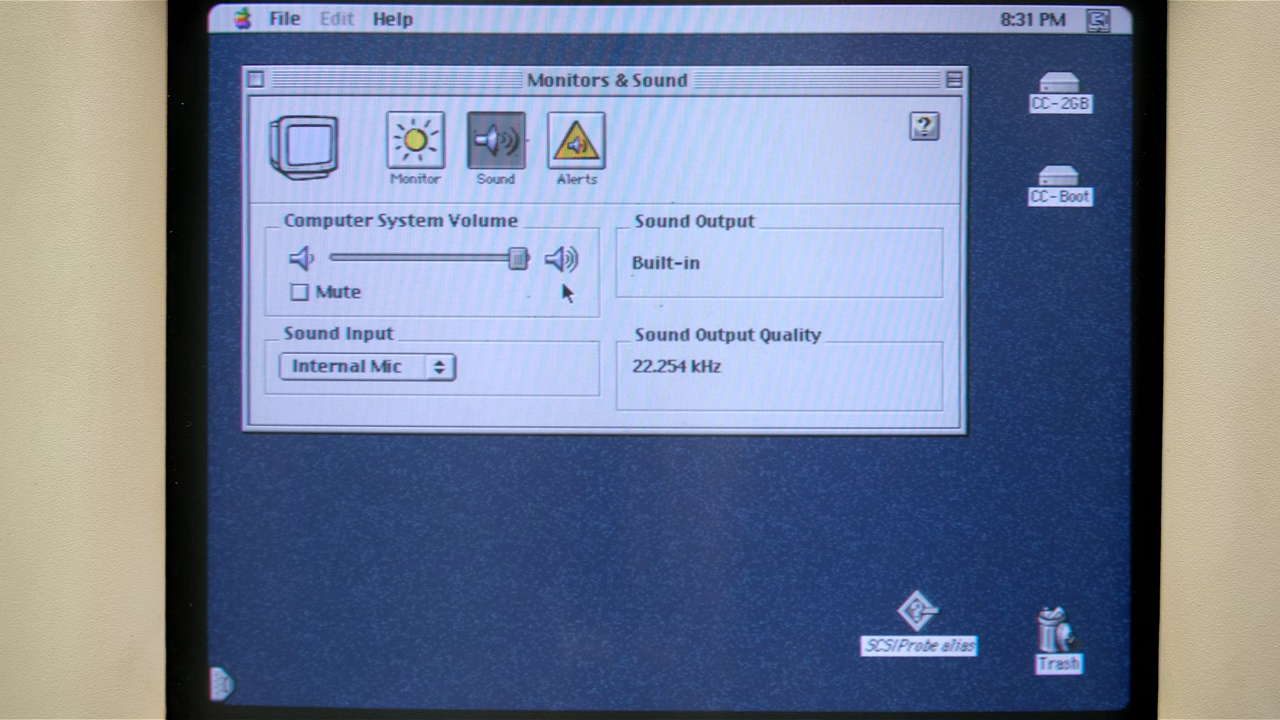 File Edit Help 8:31 PM
Monitors & Sound
Monitor Sound Alerts
Computer System Volume
Mute
Sound Input
Internal Mic
Sound Output
Built-in
Sound Output Quality
22.254 kHz
CC-2GB
CC-Boot
SCSIProbe alias
Trash